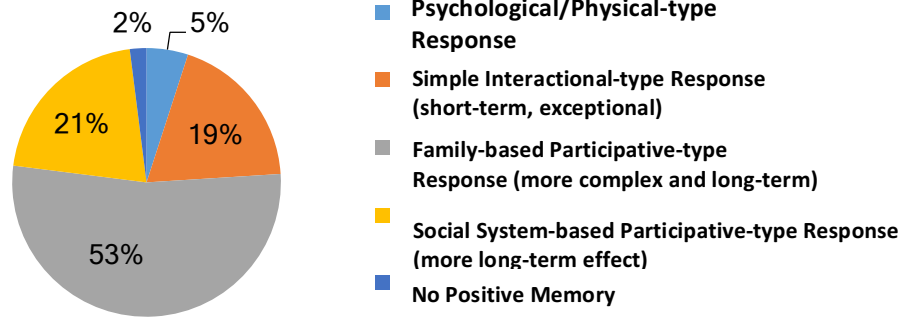 2%
5%
21%
19%
53%
Psychological/Physical-type
Response
Simple Interactional-type Response
(short-term, exceptional)
Family-based Participative-type
Response (more complex and long-term)
Social System-based Participative-type Response
(more long-term effect)
No Positive Memory